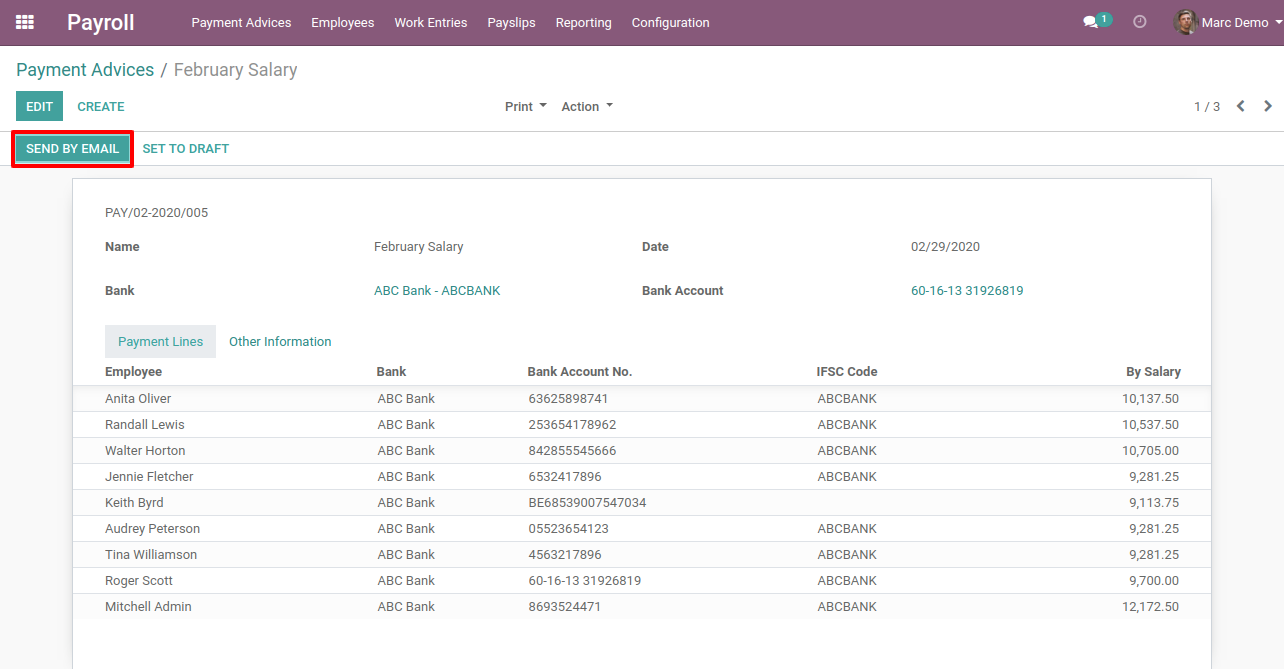 Payroll Payment Advices Employees Work Entries Payslips Reporting Configuration 1 Marc Demo
Payment Advices / February Salary
EDIT CREATE Print Action 1 / 3
SEND BY EMAIL SET TO DRAFT
PAY/02-2020/005
Name February Salary Date 02/29/2020
Bank ABC Bank - ABCBANK Bank Account 60-16-13 31926819
Payment Lines Other Information
Employee Bank Bank Account No. IFSC Code By Salary
Anita Oliver ABC Bank 63625898741 ABCBANK 10,137.50
Randall Lewis ABC Bank 253654178962 ABCBANK 10,537.50
Walter Horton ABC Bank 842855545666 ABCBANK 10,705.00
Jennie Fletcher ABC Bank 6532417896 ABCBANK 9,281.25
Keith Byrd ABC Bank BE68539007547034 9,113.75
Audrey Peterson ABC Bank 05523654123 ABCBANK 9,281.25
Tina Williamson ABC Bank 4563217896 ABCBANK 9,281.25
Roger Scott ABC Bank 60-16-13 31926819 ABCBANK 9,700.00
Mitchell Admin ABC Bank 8693524471 ABCBANK 12,172.50